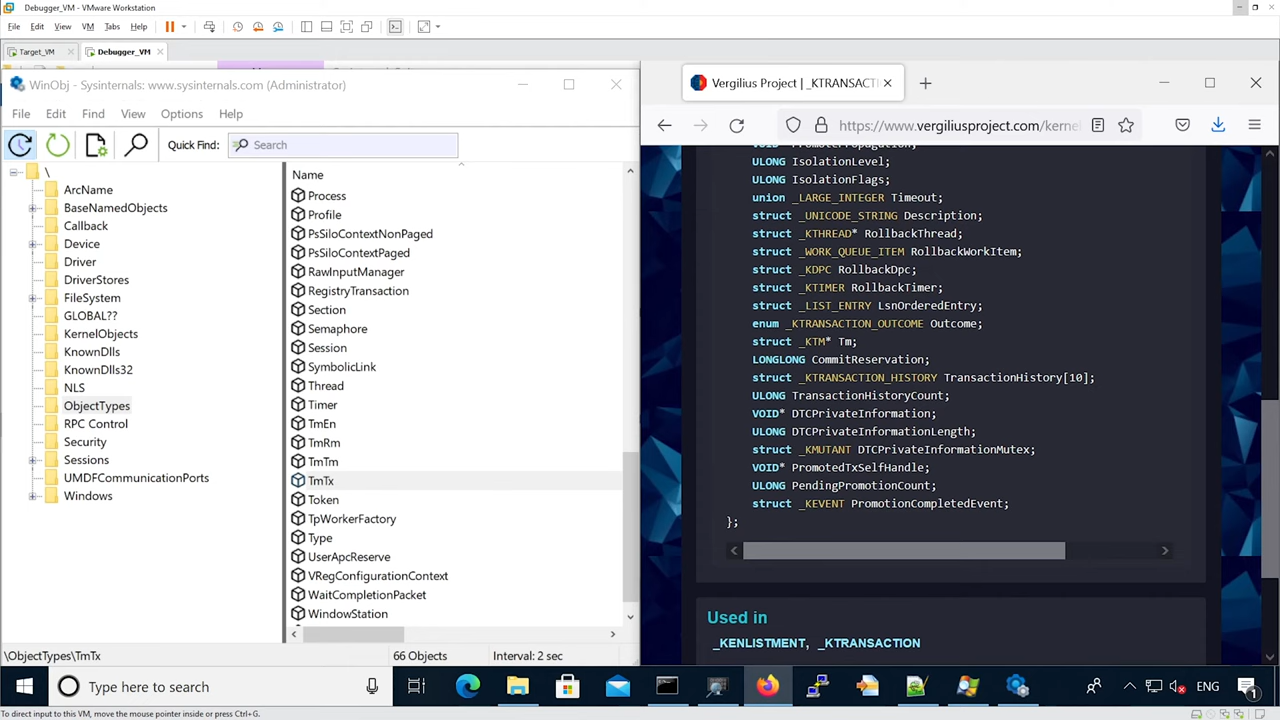 Debugger_VM - VMware Workstation
File Edit View VM Tabs Help
Target_VM Debugger_VM
WinObj - Sysinternals: www.sysinternals.com (Administrator)
File Edit Find View Options Help
Quick Find: Search
\
ArcName
BaseNamedObjects
Callback
Device
Driver
DriverStores
FileSystem
GLOBAL??
KernelObjects
KnownDlls
KnownDlls32
NLS
ObjectTypes
RPC Control
Security
Sessions
UMDFCommunicationPorts
Windows
Name
Process
Profile
PsSiloContextNonPaged
PsSiloContextPaged
RawInputManager
RegistryTransaction
Section
Semaphore
Session
SymbolicLink
Thread
Timer
TmEn
TmRm
TmTm
TmTx
Token
TpWorkerFactory
Type
UserApcReserve
VRegConfigurationContext
WaitCompletionPacket
WindowStation
\ObjectTypes\TmTx 66 Objects Interval: 2 sec
Vergilius Project | _KTRANSACTI
https://www.vergiliusproject.com/kernel
VOID* PromotePropagation;
ULONG IsolationLevel;
ULONG IsolationFlags;
union _LARGE_INTEGER Timeout;
struct _UNICODE_STRING Description;
struct _KTHREAD* RollbackThread;
struct _WORK_QUEUE_ITEM RollbackWorkItem;
struct _KDPC RollbackDpc;
struct _KTIMER RollbackTimer;
struct _LIST_ENTRY LsnOrderedEntry;
enum _KTRANSACTION_OUTCOME Outcome;
struct _KTM* Tm;
LONGLONG CommitReservation;
struct _KTRANSACTION_HISTORY TransactionHistory[10];
ULONG TransactionHistoryCount;
VOID* DTCPrivateInformation;
ULONG DTCPrivateInformationLength;
struct _KMUTANT DTCPrivateInformationMutex;
VOID* PromotedTxSelfHandle;
ULONG PendingPromotionCount;
struct _KEVENT PromotionCompletedEvent;
};
Used in
_KENLISTMENT, _KTRANSACTION
Type here to search
ENG
1
To direct input to this VM, move the mouse pointer inside or press Ctrl+G.